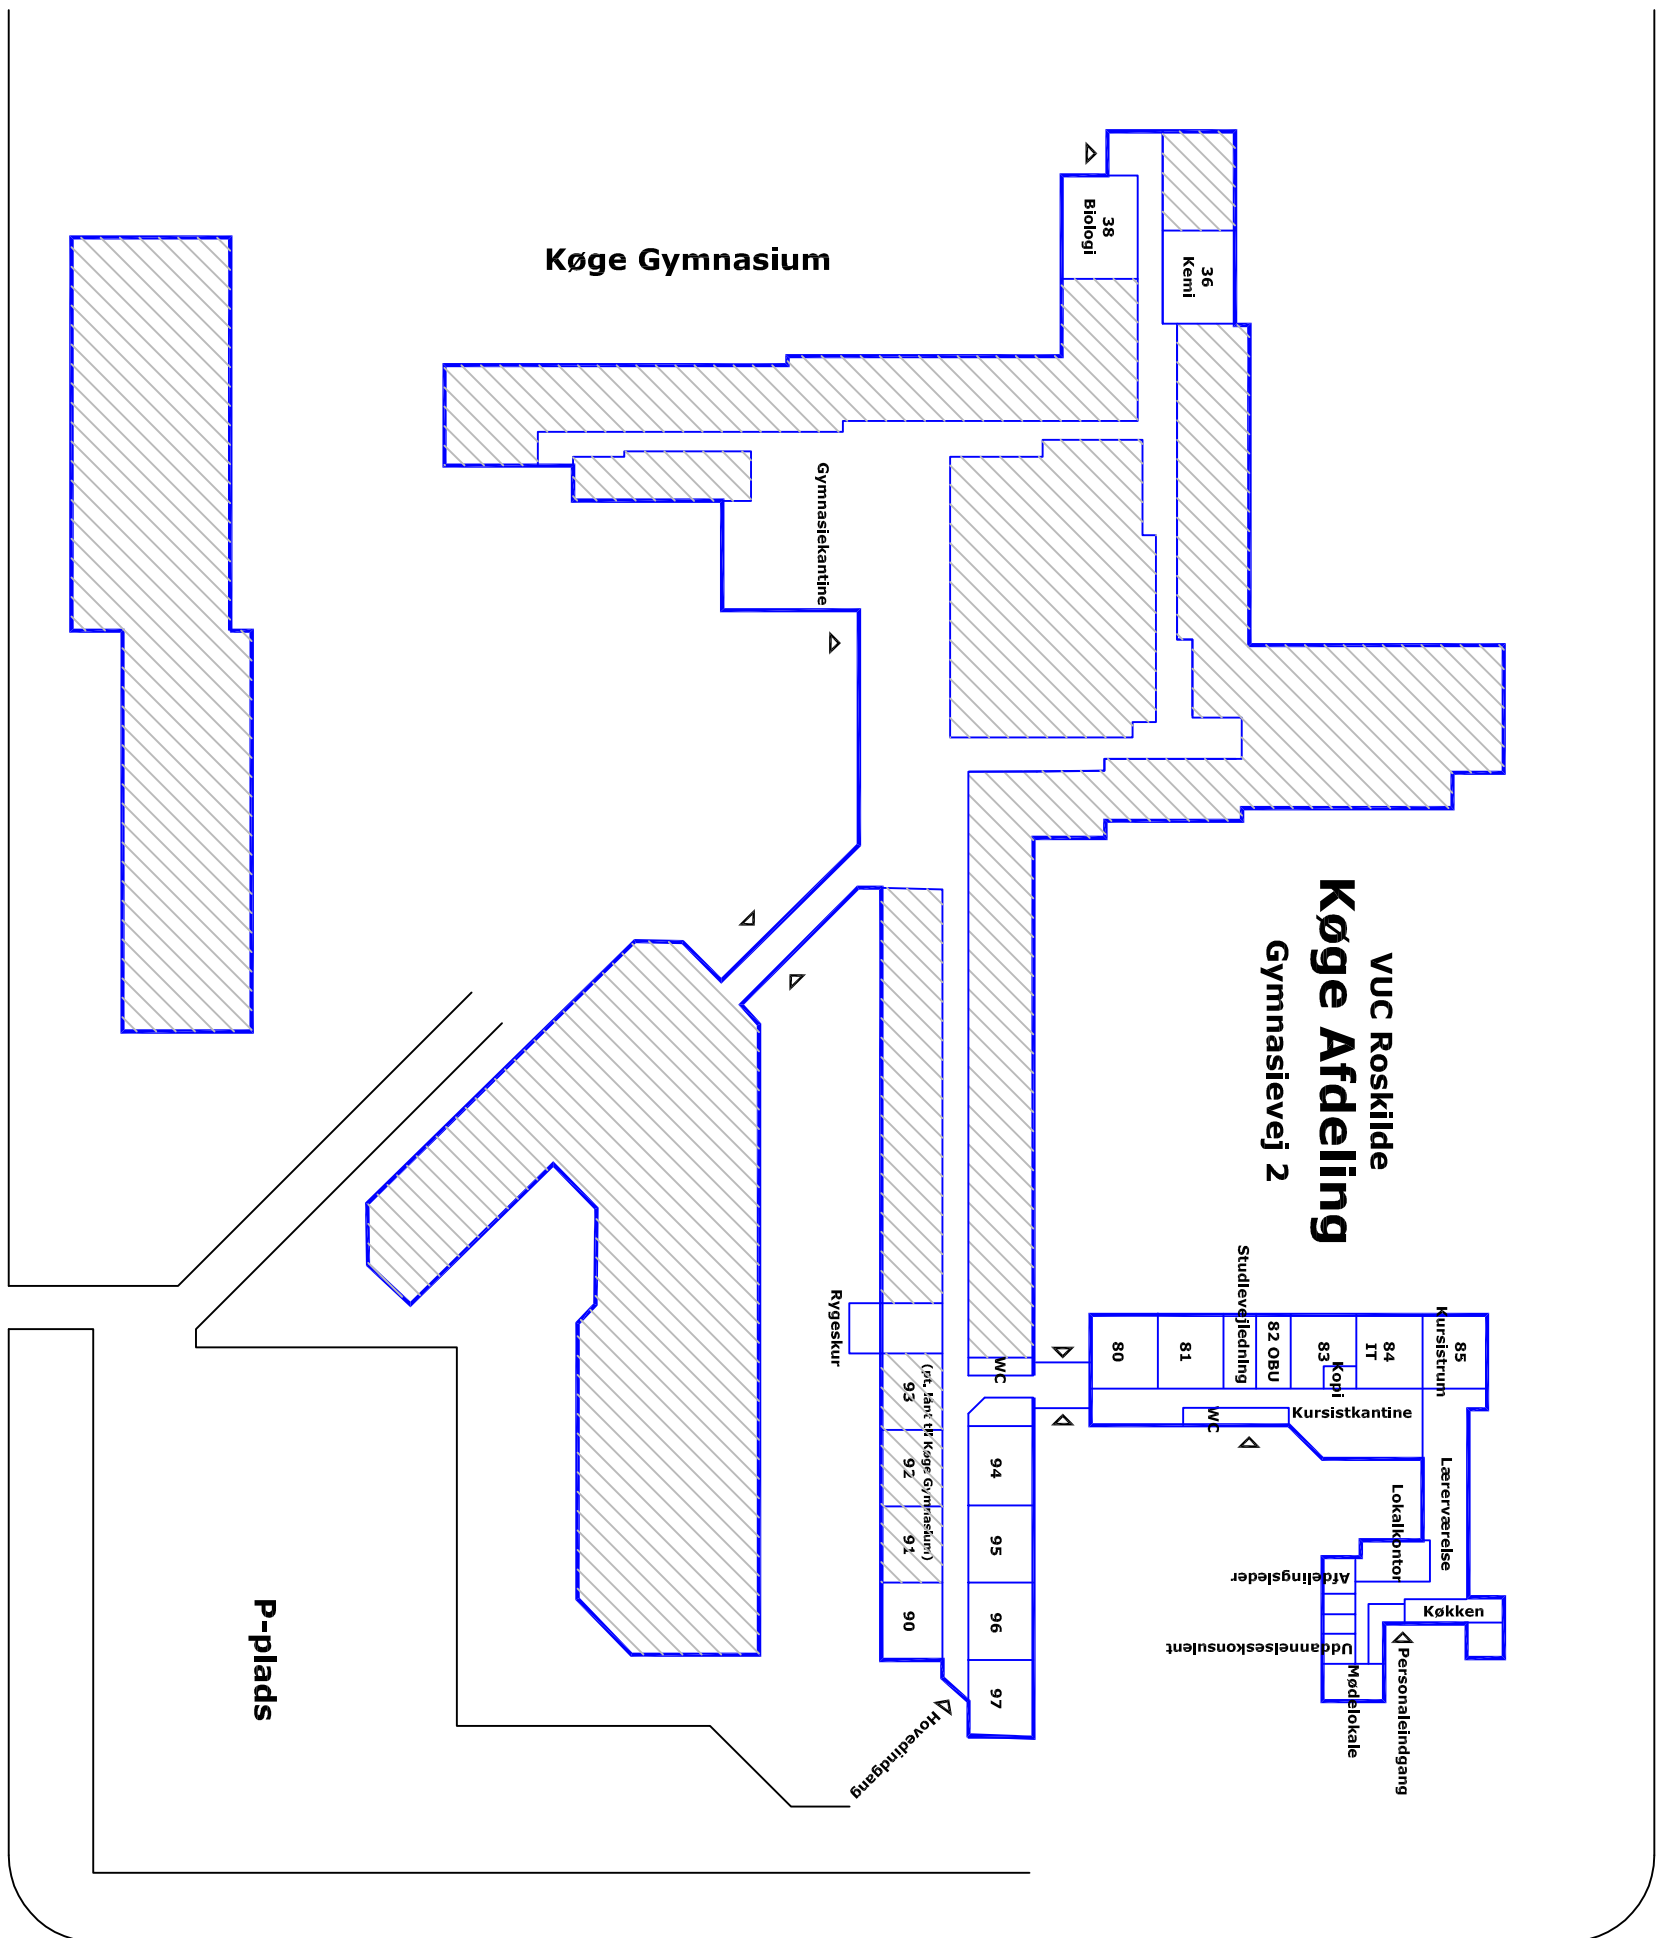 Køge Gymnasium
38
Biologi
36
Kemi
Gymnasiekantine
VUC Roskilde
Køge Afdeling
Gymnasievej 2
Rygeskur
WC
80
81
Studievejledning
82 OBU
83
Kopi
84
IT
85
Kursistrum
WC
Kursistkantine
93
92
91
(pt. lånt til Køge Gymnasium)
90
94
95
96
97
Lærerværelse
Lokalkontor
Afdelingsleder
Uddannelseskonsulent
Køkken
Mødelokale
Personaleindgang
Hovedindgang
P-plads